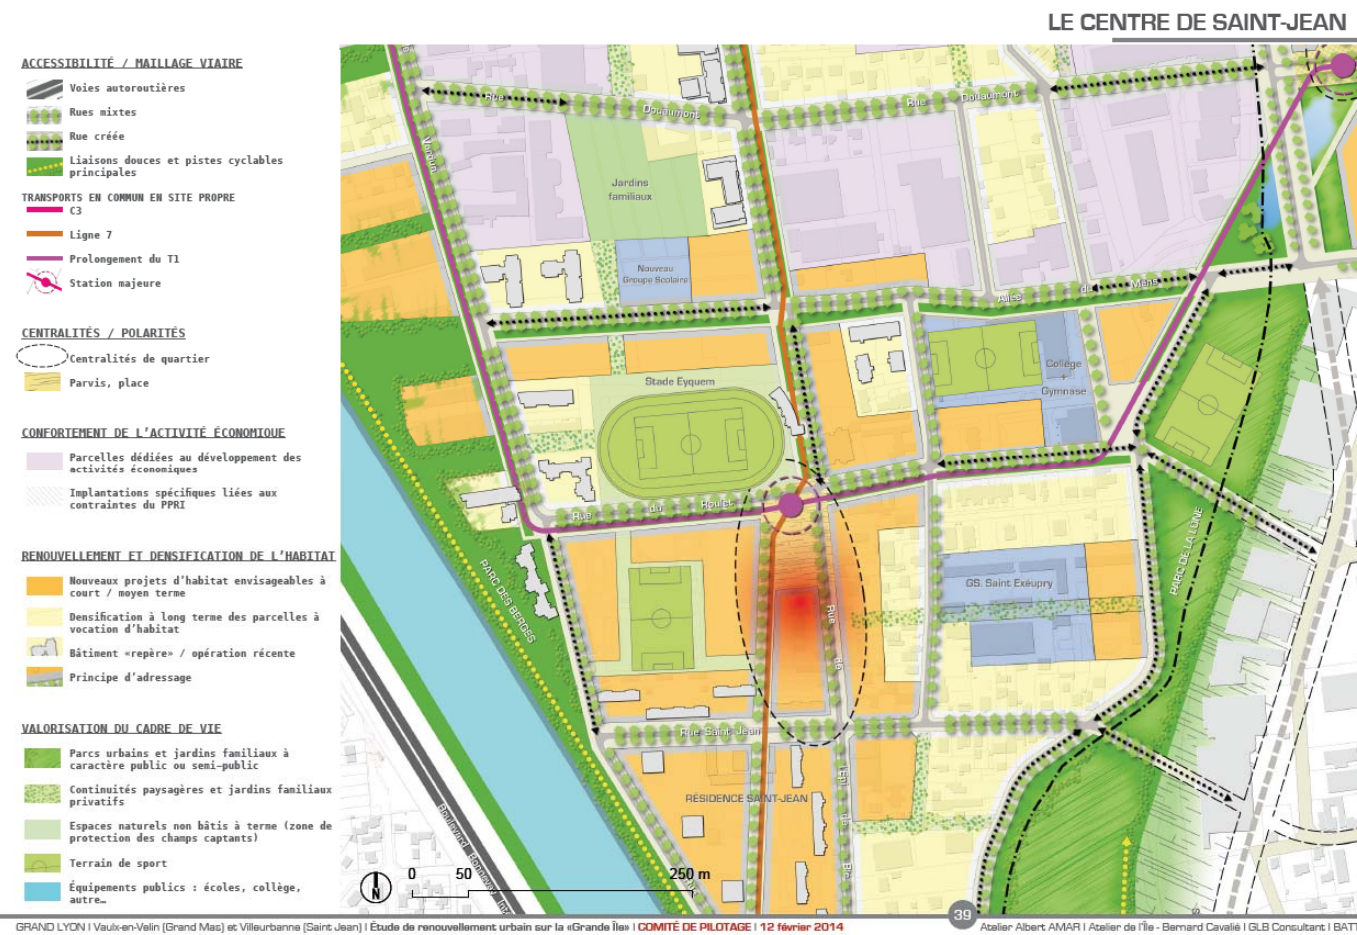 LE CENTRE DE SAINT-JEAN
ACCESSIBILITÉ / MAILLAGE VIAIRE
Voies autoroutières
Rues mixtes
Rue créée
Liaisons douces et pistes cyclables
principales
TRANSPORTS EN COMMUN EN SITE PROPRE
C3
Ligne 7
Prolongement du T1
Station majeure
CENTRALITÉS / POLARITÉS
Centralités de quartier
Parvis, place
CONFORTEMENT DE L'ACTIVITÉ ÉCONOMIQUE
Parcelles dédiées au développement des
activités économiques
Implantations spécifiques liées aux
contraintes du PPRI
RENOUVELLEMENT ET DENSIFICATION DE L'HABITAT
Nouveaux projets d'habitat envisageables à
court / moyen terme
Densification à long terme des parcelles à
vocation d'habitat
Bâtiment «repère» / opération récente
Principe d'adressage
VALORISATION DU CADRE DE VIE
Parcs urbains et jardins familiaux à
caractère public ou semi-public
Continuités paysagères et jardins familiaux
privatifs
Espaces naturels non bâtis à terme (zone de
protection des champs captants)
Terrain de sport
Équipements publics : écoles, collège,
autre…
Rue Douaumont
Rue Douaumont
Verdun
Jardins
familiaux
Nouveau
Groupe Scolaire
Allée du Mens
Stade Eyquem
Collège
+
Gymnase
Rue du Roulet
PARC DES BERGES
GS. Saint Exéupry
PARC DE LA LÔNE
Rue de
Rue Saint-Jean
RÉSIDENCE SAINT-JEAN
Boulevard Bonnevay
N
0 50 250 m
39
GRAND LYON I Vaulx-en-Velin (Grand Mas) et Villeurbanne (Saint Jean) I Étude de renouvellement urbain sur la «Grande Île» I COMITÉ DE PILOTAGE I 12 février 2014
Atelier Albert AMAR I Atelier de l'Île - Bernard Cavalié I GLB Consultant I BATT